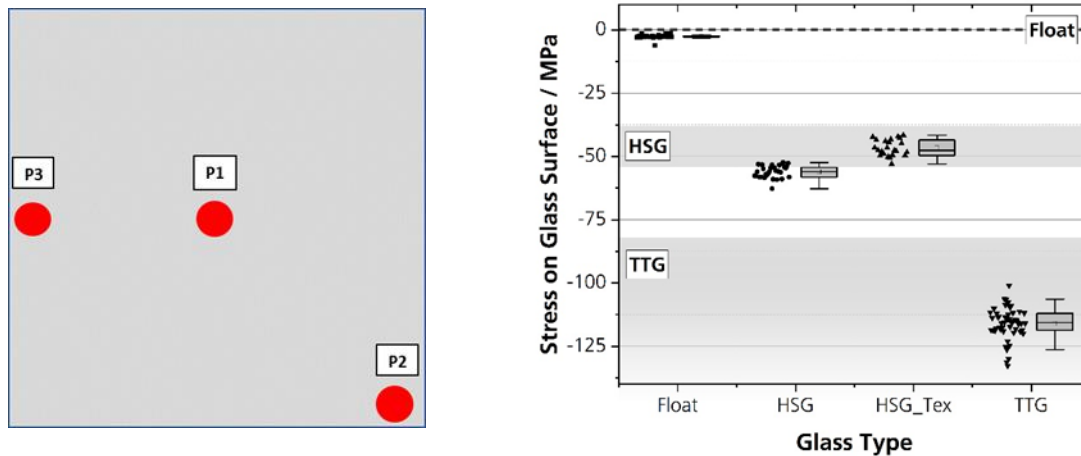 P3
P1
P2
Stress on Glass Surface / MPa
0
-25
-50
-75
-100
-125
Float
HSG
TTG
Float
HSG
HSG_Tex
TTG
Glass Type